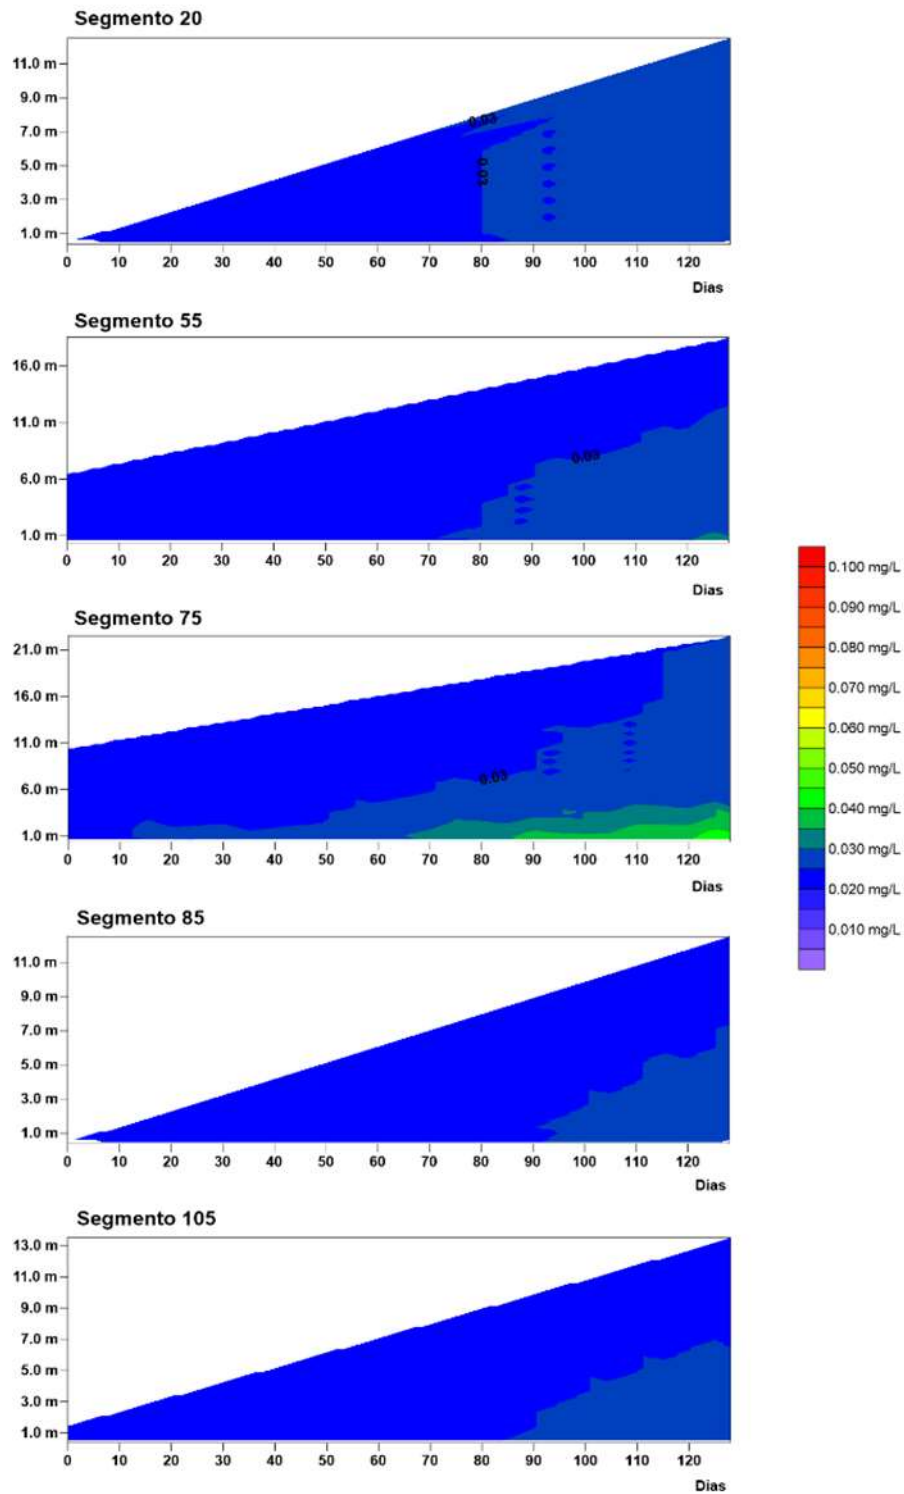 Segmento 20
11.0 m
9.0 m
7.0 m
5.0 m
3.0 m
1.0 m
0.03
0.03
0 10 20 30 40 50 60 70 80 90 100 110 120
Dias
Segmento 55
16.0 m
11.0 m
6.0 m
1.0 m
0.03
0 10 20 30 40 50 60 70 80 90 100 110 120
Dias
Segmento 75
21.0 m
16.0 m
11.0 m
6.0 m
1.0 m
0.03
0 10 20 30 40 50 60 70 80 90 100 110 120
Dias
Segmento 85
11.0 m
9.0 m
7.0 m
5.0 m
3.0 m
1.0 m
0 10 20 30 40 50 60 70 80 90 100 110 120
Dias
Segmento 105
13.0 m
11.0 m
9.0 m
7.0 m
5.0 m
3.0 m
1.0 m
0 10 20 30 40 50 60 70 80 90 100 110 120
Dias
0.100 mg/L
0.090 mg/L
0.080 mg/L
0.070 mg/L
0.060 mg/L
0.050 mg/L
0.040 mg/L
0.030 mg/L
0.020 mg/L
0.010 mg/L